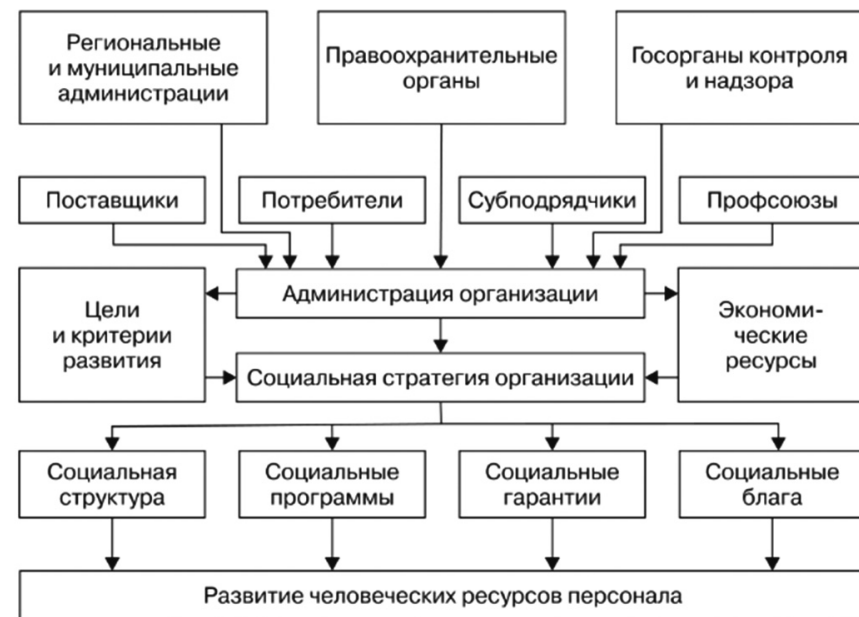 Региональные
и муниципальные
администрации
Правоохранительные
органы
Госорганы контроля
и надзора
Поставщики
Потребители
Субподрядчики
Профсоюзы
Цели
и критерии
развития
Администрация организации
Экономи-
ческие
ресурсы
Социальная стратегия организации
Социальная
структура
Социальные
программы
Социальные
гарантии
Социальные
блага
Развитие человеческих ресурсов персонала